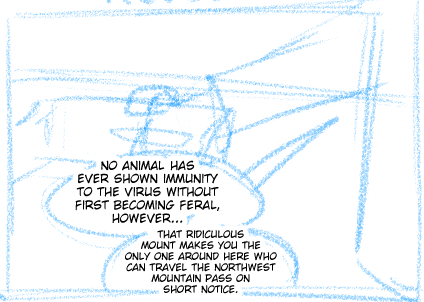 NO ANIMAL HAS
EVER SHOWN IMMUNITY
TO THE VIRUS WITHOUT
FIRST BECOMING FERAL,
HOWEVER...
THAT RIDICULOUS
MOUNT MAKES YOU THE
ONLY ONE AROUND HERE WHO
CAN TRAVEL THE NORTHWEST
MOUNTAIN PASS ON
SHORT NOTICE.